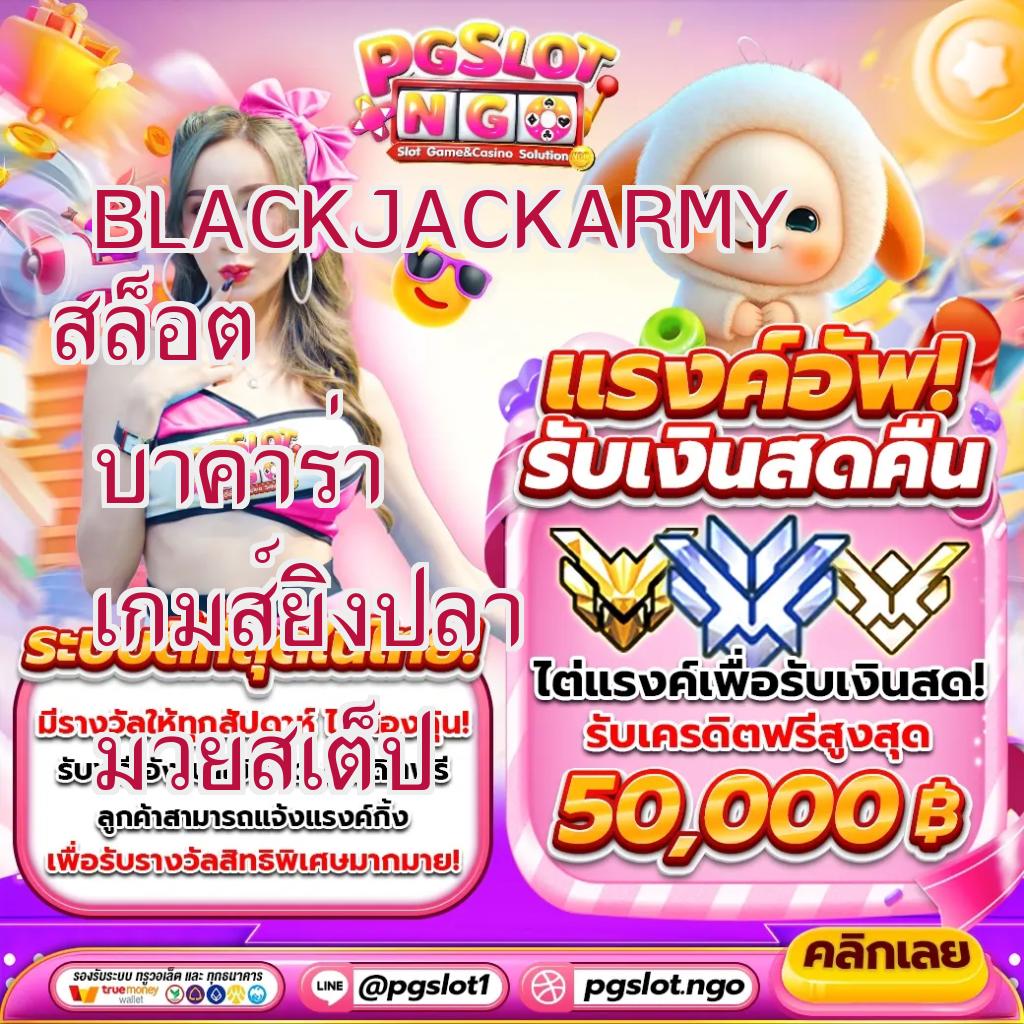 PGSLOT
NGO
Slot Game&Casino Solution
BLACKJACKARMY
สล็อต
บาคาร่า
เกมส์ยิงปลา
มวยสเต็ป
แรงค์อัพ!
รับเงินสดคืน
ไต่แรงค์เพื่อรับเงินสด!
รับเครดิตฟรีสูงสุด
50,000 ฿
มีรางวัลให้ทุกสัปดาห์
ลูกค้าสามารถแจ้งแรงค์กิ้ง
เพื่อรับรางวัลสิทธิพิเศษมากมาย!
คลิกเลย
รองรับระบบ ทรูวอเล็ต และ ทุกธนาคาร
truemoney
wallet
LINE
@pgslot1
pgslot.ngo